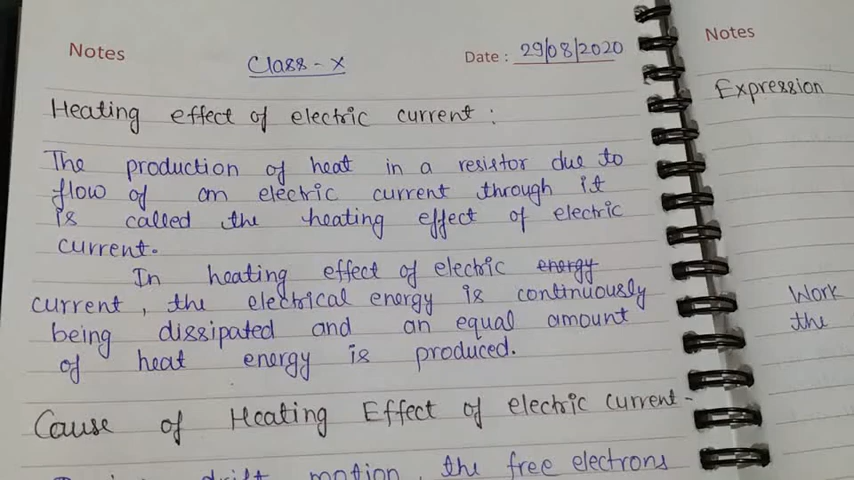 Notes
Class - X
Date : 29/08/2020
Heating effect of electric current :
The production of heat in a resistor due to
flow of an electric current through it
is called the heating effect of electric
current.
In heating effect of electric energy
current, the electrical energy is continuously
being dissipated and an equal amount
of heat energy is produced.
Cause of Heating Effect of electric current -
drift motion, the free electrons
Notes
Expression
Work
the